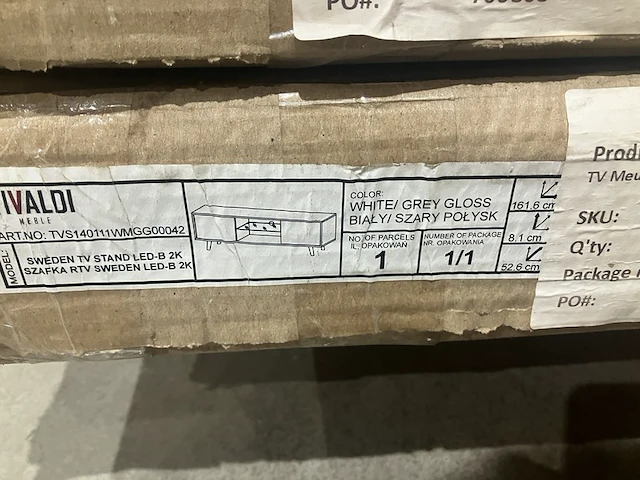 PO#:
IVALDI
MEBLE
ART.NO: TVS140111WMGG00042
MODEL:
SWEDEN TV STAND LED-B 2K
SZAFKA RTV SWEDEN LED-B 2K
COLOR:
WHITE/ GREY GLOSS
BIAŁY/ SZARY POŁYSK
NO. OF PARCELS
IL. OPAKOWAŃ
1
NUMBER OF PACKAGE
NR. OPAKOWANIA
1/1
161.6 cm
8.1 cm
52.6 cm
TV Meu
SKU:
Q'ty:
Package
PO#: